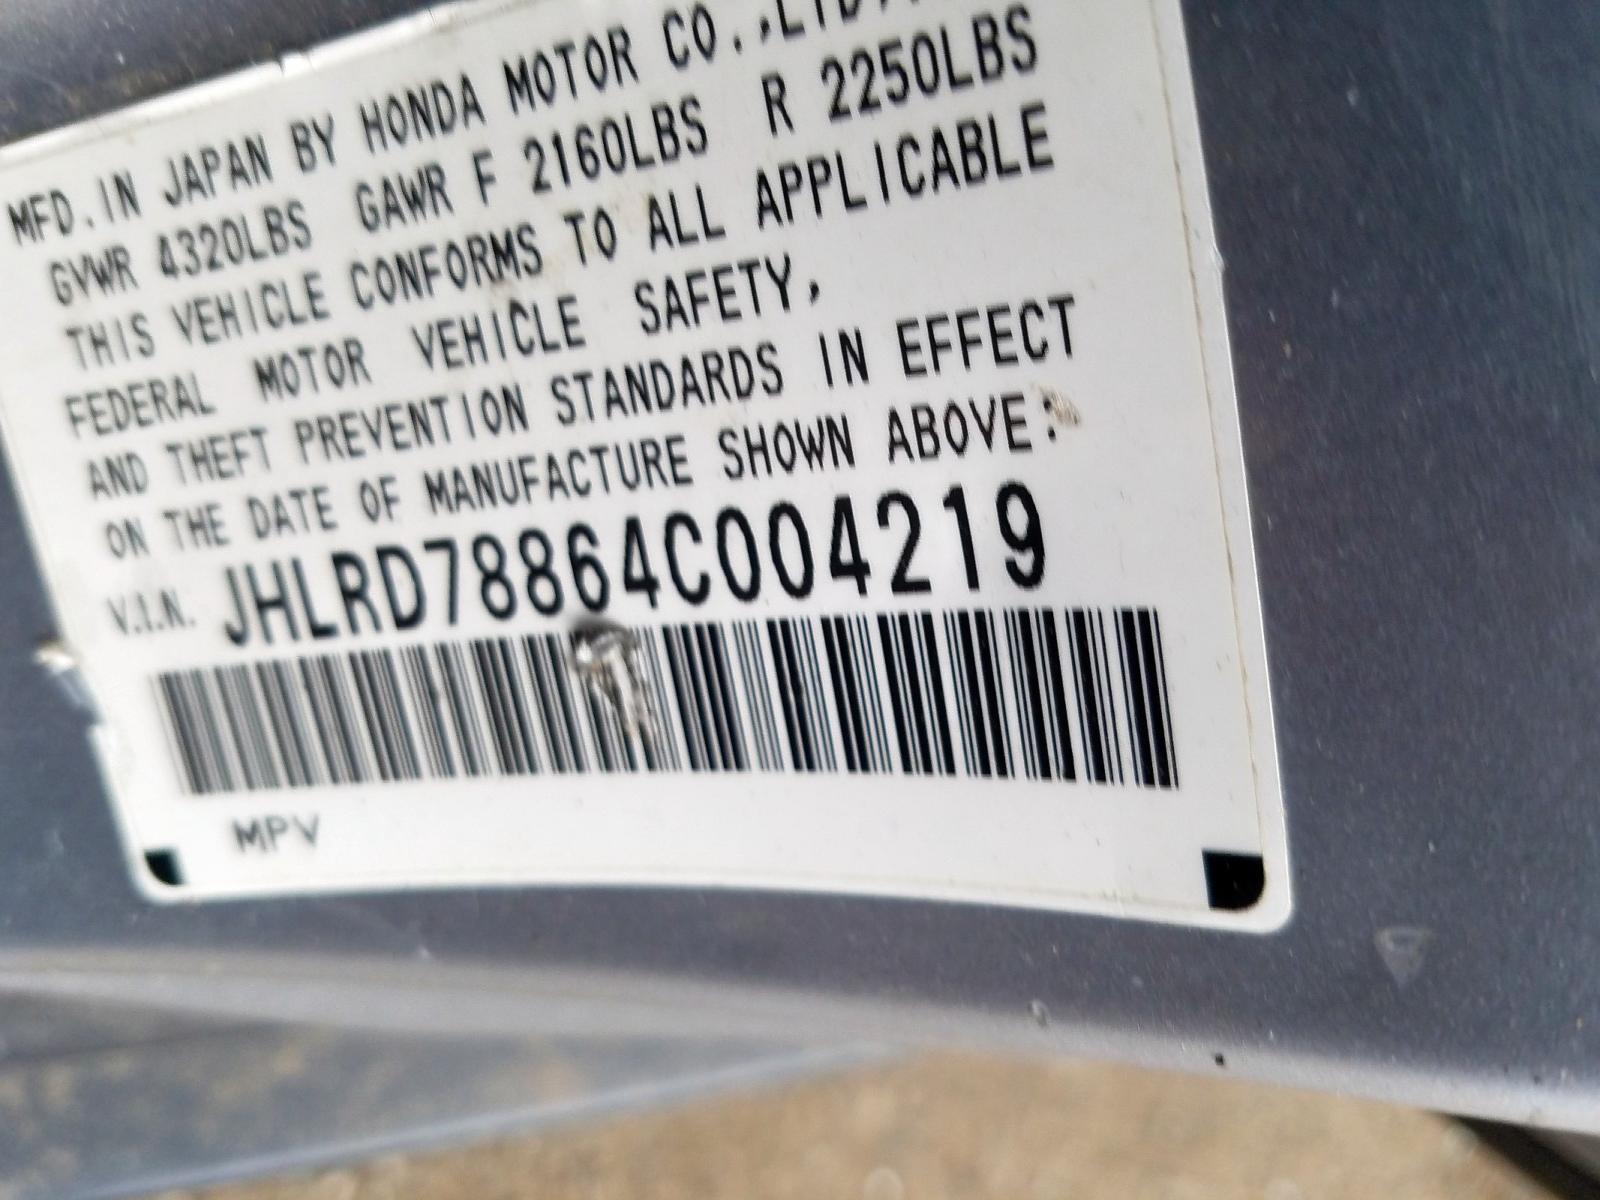 MFD. IN JAPAN BY HONDA MOTOR CO.,LTD.
GVWR 4320LBS GAWR F 2160LBS R 2250LBS
THIS VEHICLE CONFORMS TO ALL APPLICABLE
FEDERAL MOTOR VEHICLE SAFETY,
AND THEFT PREVENTION STANDARDS IN EFFECT
ON THE DATE OF MANUFACTURE SHOWN ABOVE:
V.I.N. JHLRD78864C004219
MPV